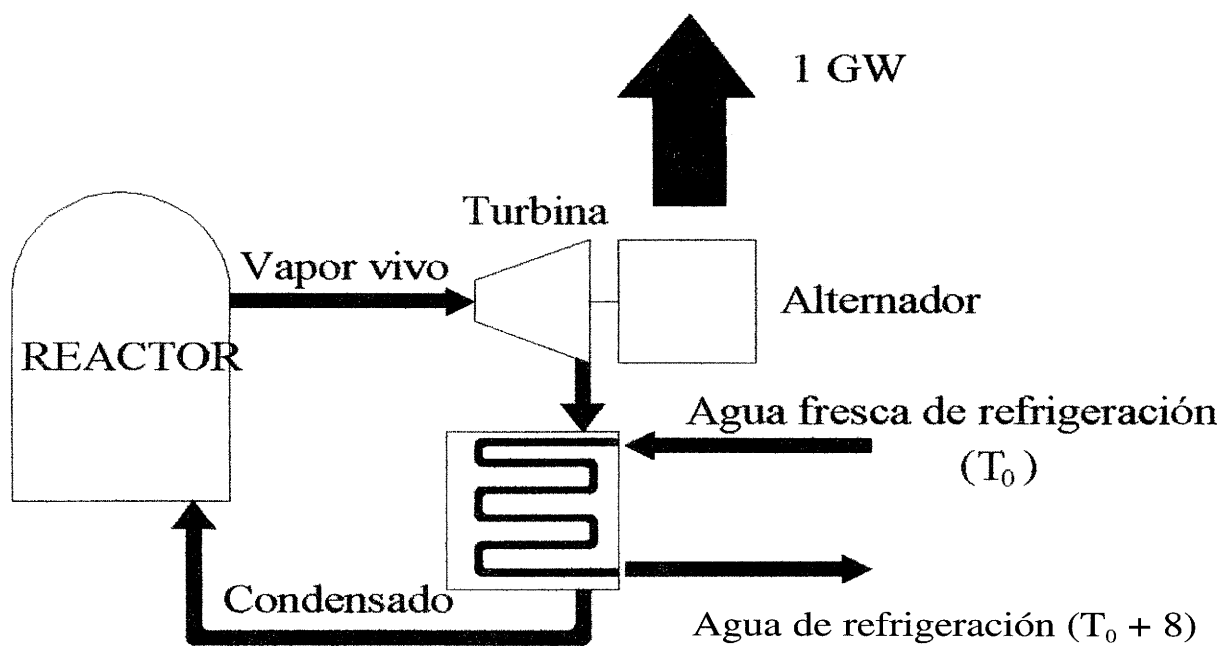 1 GW
Turbina
Vapor vivo
Alternador
REACTOR
Agua fresca de refrigeración
(T₀)
Condensado
Agua de refrigeración (T₀ + 8)